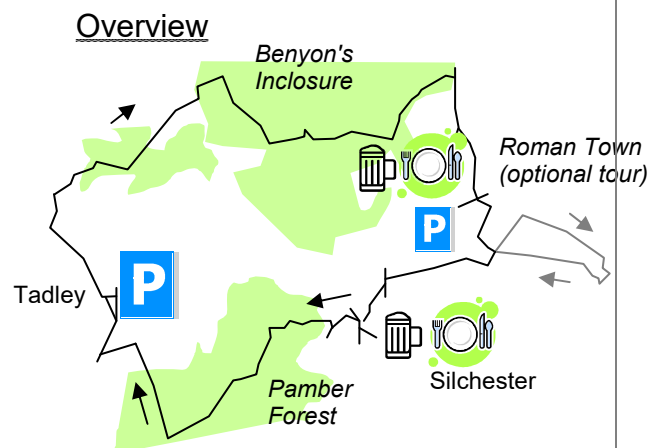 Overview
Benyon's
Inclosure
Roman Town
(optional tour)
P
P
Tadley
Silchester
Pamber
Forest